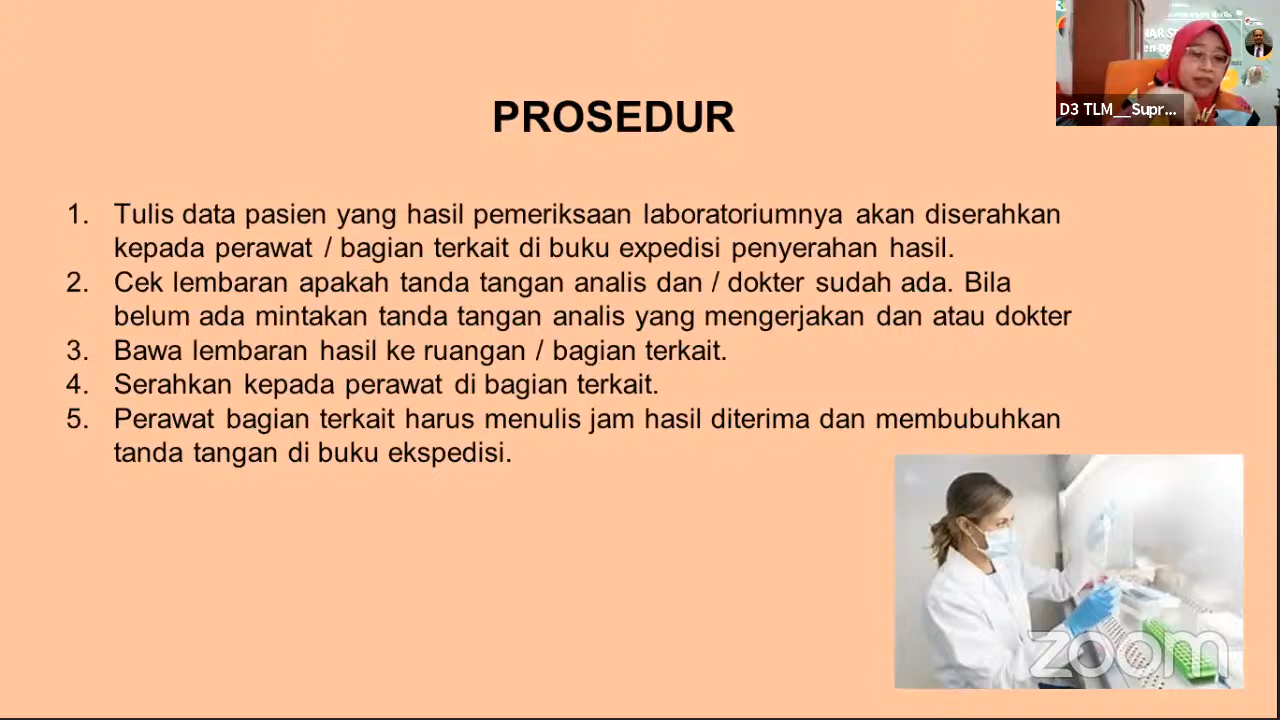 PROSEDUR
D3 TLM__Supr...
1. Tulis data pasien yang hasil pemeriksaan laboratoriumnya akan diserahkan
kepada perawat / bagian terkait di buku expedisi penyerahan hasil.
2. Cek lembaran apakah tanda tangan analis dan / dokter sudah ada. Bila
belum ada mintakan tanda tangan analis yang mengerjakan dan atau dokter
3. Bawa lembaran hasil ke ruangan / bagian terkait.
4. Serahkan kepada perawat di bagian terkait.
5. Perawat bagian terkait harus menulis jam hasil diterima dan membubuhkan
tanda tangan di buku ekspedisi.
zoom